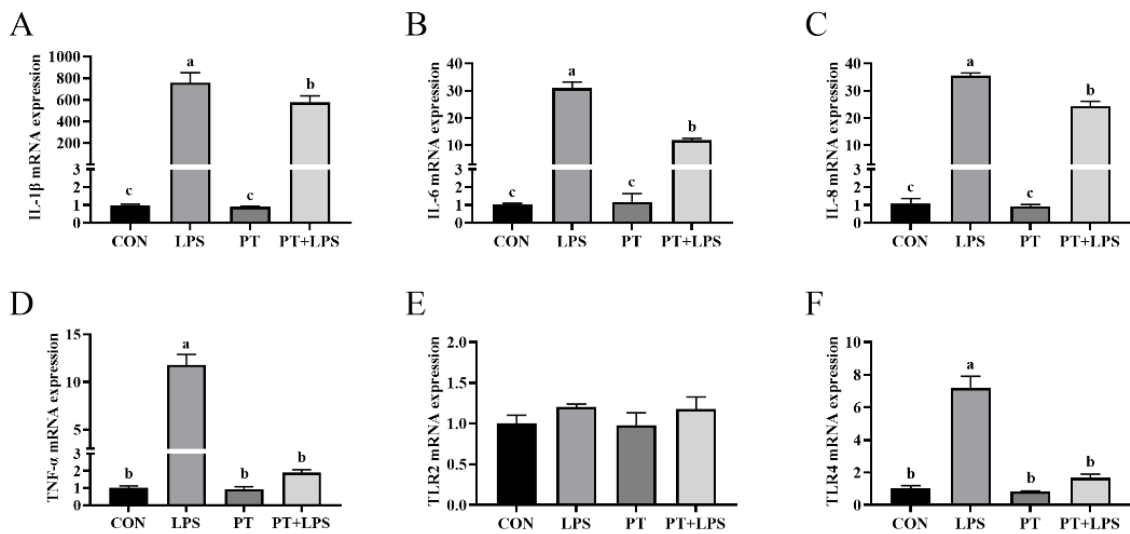 A
IL-1β mRNA expression
1000
800
600
400
200
3
2
1
0
c
a
c
b
CON LPS PT PT+LPS
B
IL-6 mRNA expression
40
30
20
10
3
2
1
0
c
a
c
b
CON LPS PT PT+LPS
C
IL-8 mRNA expression
40
30
20
10
3
2
1
0
c
a
c
b
CON LPS PT PT+LPS
D
TNF-α mRNA expression
15
10
5
3
2
1
0
b
a
b
b
CON LPS PT PT+LPS
E
TLR2 mRNA expression
2.0
1.5
1.0
0.5
0.0
CON LPS PT PT+LPS
F
TLR4 mRNA expression
10
8
6
4
2
0
b
a
b
b
CON LPS PT PT+LPS